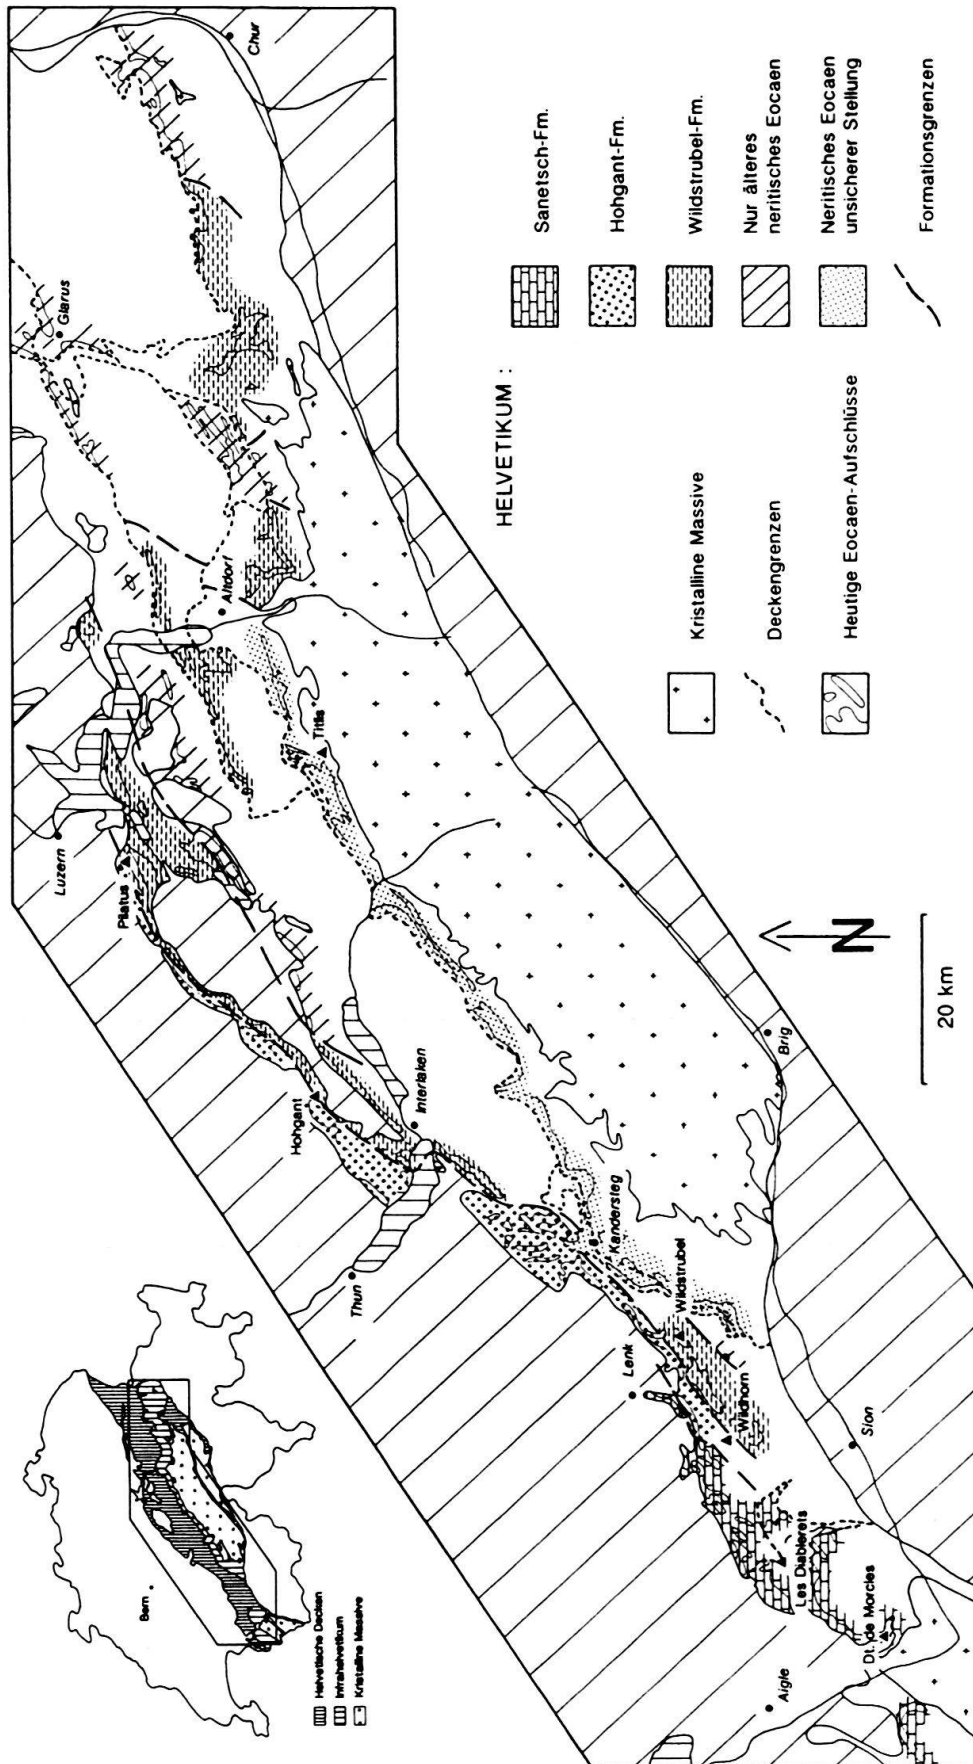 Bern
Helvetische Decken
Infrahelvetikum
Kristalline Massive
Luzern
Pilatus
Glarus
Chur
Altdorf
Titlis
Hohgant
Thun
Interlaken
Kandersteg
Lenk
Wildstrubel
Wildhorn
Brig
Sion
Les Diablerets
Dt. de Morcles
Aigle
N
20 km
HELVETIKUM :
Kristalline Massive
Deckengrenzen
Heutige Eocaen-Aufschlüsse
Sanetsch-Fm.
Hohgant-Fm.
Wildstrubel-Fm.
Nur älteres
neritisches Eocaen
Neritisches Eocaen
unsicherer Stellung
Formationsgrenzen